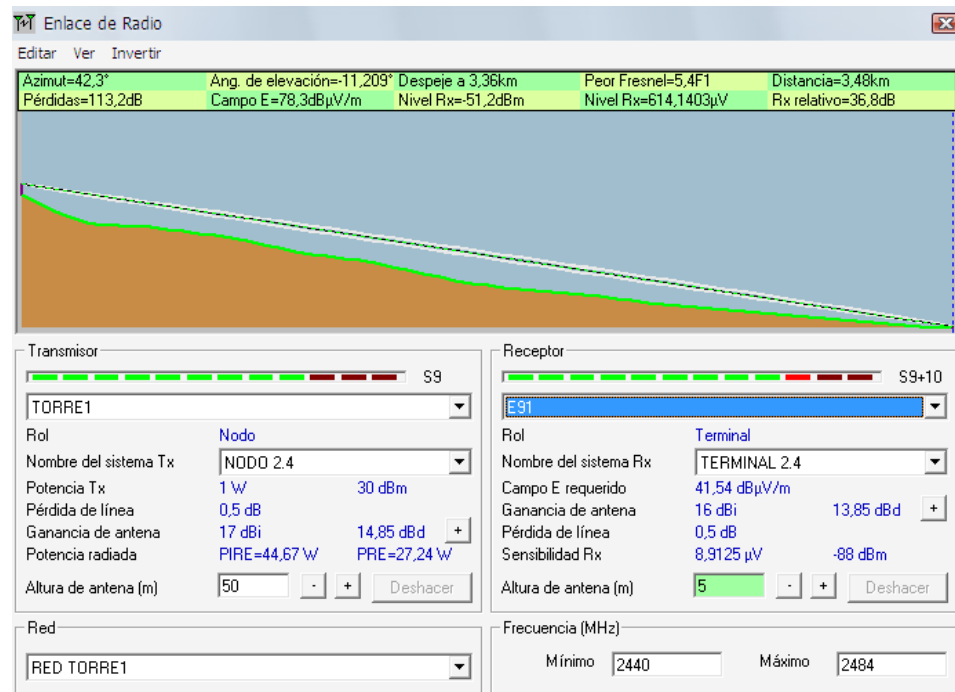 Enlace de Radio
Editar Ver Invertir
Azimut=42,3° Ang. de elevación=-11,209° Despeje a 3,36km Peor Fresnel=5,4F1 Distancia=3,48km
Pérdidas=113,2dB Campo E=78,3dBµV/m Nivel Rx=-51,2dBm Nivel Rx=614,1403µV Rx relativo=36,8dB
Transmisor
S9
TORRE1
Rol Nodo
Nombre del sistema Tx NODO 2.4
Potencia Tx 1 W 30 dBm
Pérdida de línea 0,5 dB
Ganancia de antena 17 dBi 14,85 dBd +
Potencia radiada PIRE=44,67 W PRE=27,24 W
Altura de antena (m) 50 - + Deshacer
Red
RED TORRE1
Receptor
S9+10
E91
Rol Terminal
Nombre del sistema Rx TERMINAL 2.4
Campo E requerido 41,54 dBµV/m
Ganancia de antena 16 dBi 13,85 dBd +
Pérdida de línea 0,5 dB
Sensibilidad Rx 8,9125 µV -88 dBm
Altura de antena (m) 5 - + Deshacer
Frecuencia (MHz)
Mínimo 2440 Máximo 2484